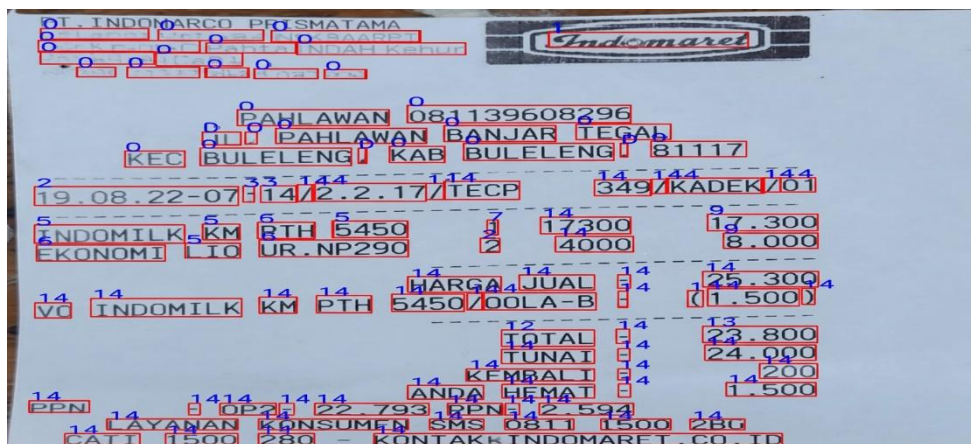 PT.INDOMARCO PRISMATAMA
Indomaret
PAHLAWAN 081139608296
Jl . PAHLAWAN BANJAR TEGAL
KEC BULELENG, KAB BULELENG, 81117
19.08.22-07:14/2.2.17/TECP 349/KADEK/01
INDOMILK KM PTH 5450 1 17300 17.300
EKONOMI LIQ UR.NP290 2 4000 8.000
HARGA JUAL : 25.300
VC INDOMILK KM PTH 5450/OOLA-B : (1.500)
TOTAL : 23.800
TUNAI : 24.000
KEMBALI : 200
ANDA HEMAT : 1.500
PPN : DPP: 22.793 PPN: 2.594
LAYANAN KONSUMEN SMS 0811 1500 280
CALL 1500 280 - KONTAK@INDOMARET.CO.ID